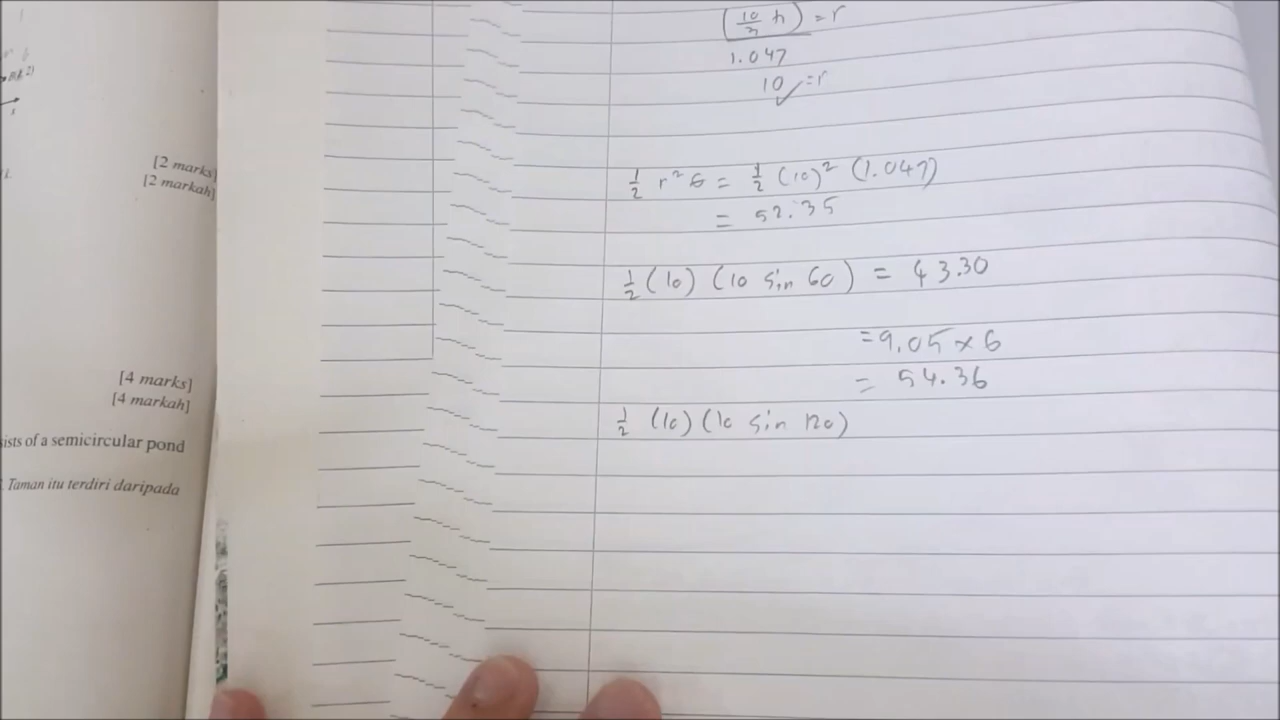 B(k, 2)
x
[2 marks]
[2 markah]
[4 marks]
[4 markah]
sists of a semicircular pond
. Taman itu terdiri daripada
(10/3 π) = r
1.047
10 = r
1/2 r² θ = 1/2 (10)² (1.047)
= 52.35
1/2 (10) (10 sin 60) = 43.30
= 9.05 × 6
= 54.36
1/2 (10) (10 sin 120)